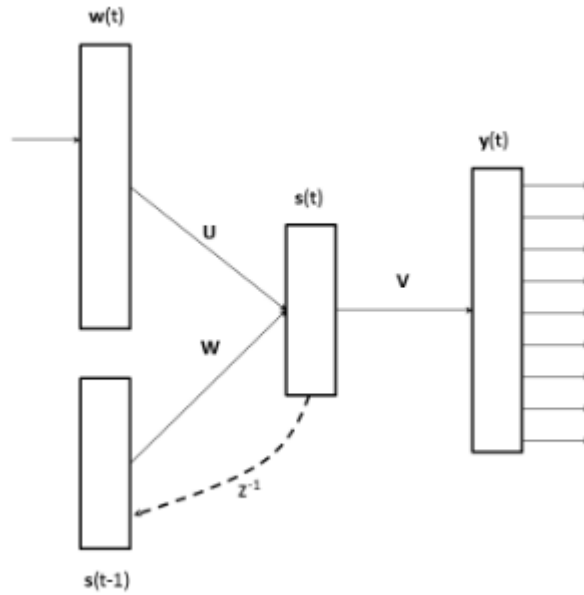 w(t)
y(t)
s(t)
U
V
W
z⁻¹
s(t-1)